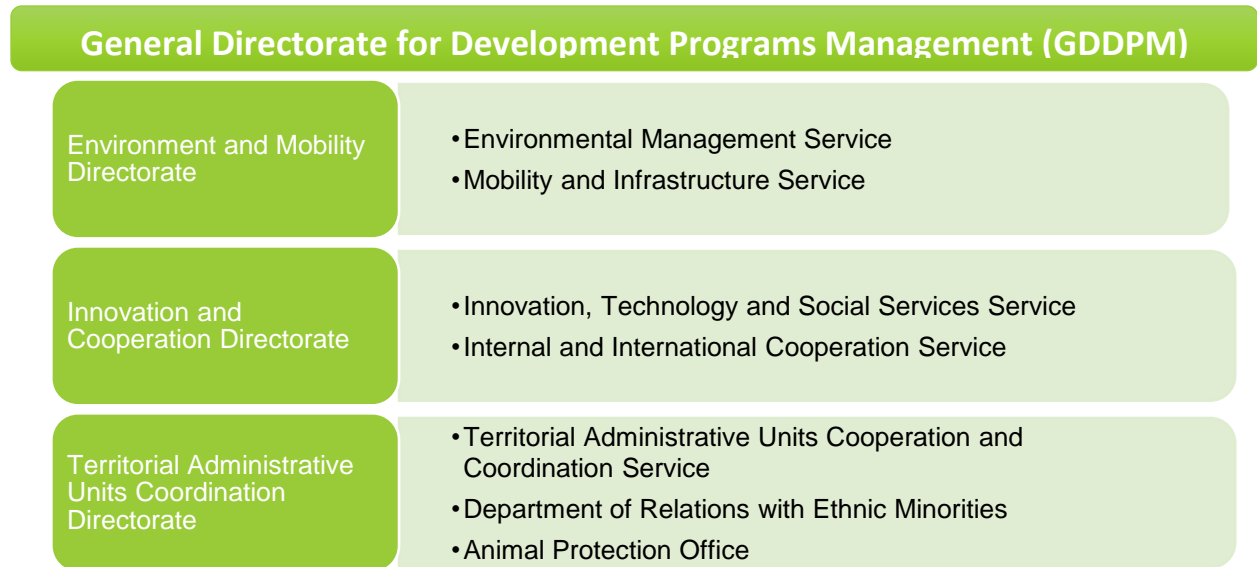 General Directorate for Development Programs Management (GDDPM)
Environment and Mobility
Directorate
•Environmental Management Service
•Mobility and Infrastructure Service
Innovation and
Cooperation Directorate
•Innovation, Technology and Social Services Service
•Internal and International Cooperation Service
Territorial Administrative
Units Coordination
Directorate
•Territorial Administrative Units Cooperation and
Coordination Service
•Department of Relations with Ethnic Minorities
•Animal Protection Office